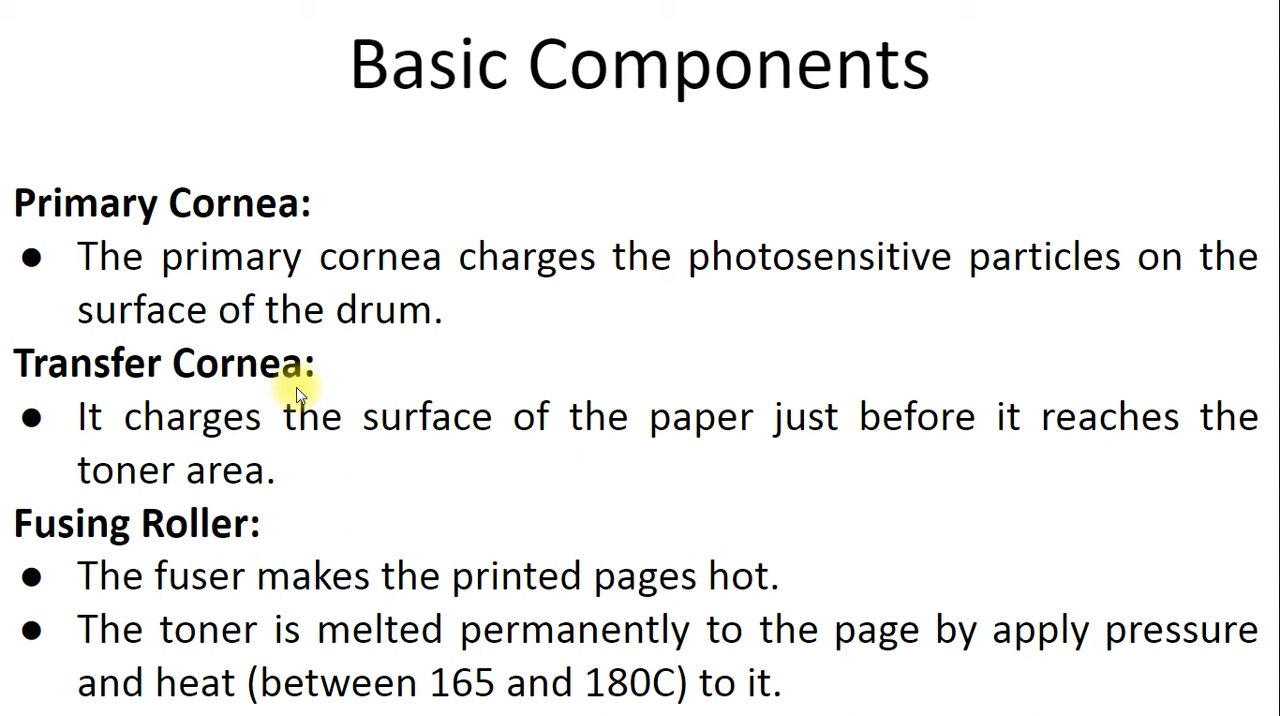 Basic Components
Primary Cornea:
● The primary cornea charges the photosensitive particles on the
surface of the drum.
Transfer Cornea:
● It charges the surface of the paper just before it reaches the
toner area.
Fusing Roller:
● The fuser makes the printed pages hot.
● The toner is melted permanently to the page by apply pressure
and heat (between 165 and 180C) to it.